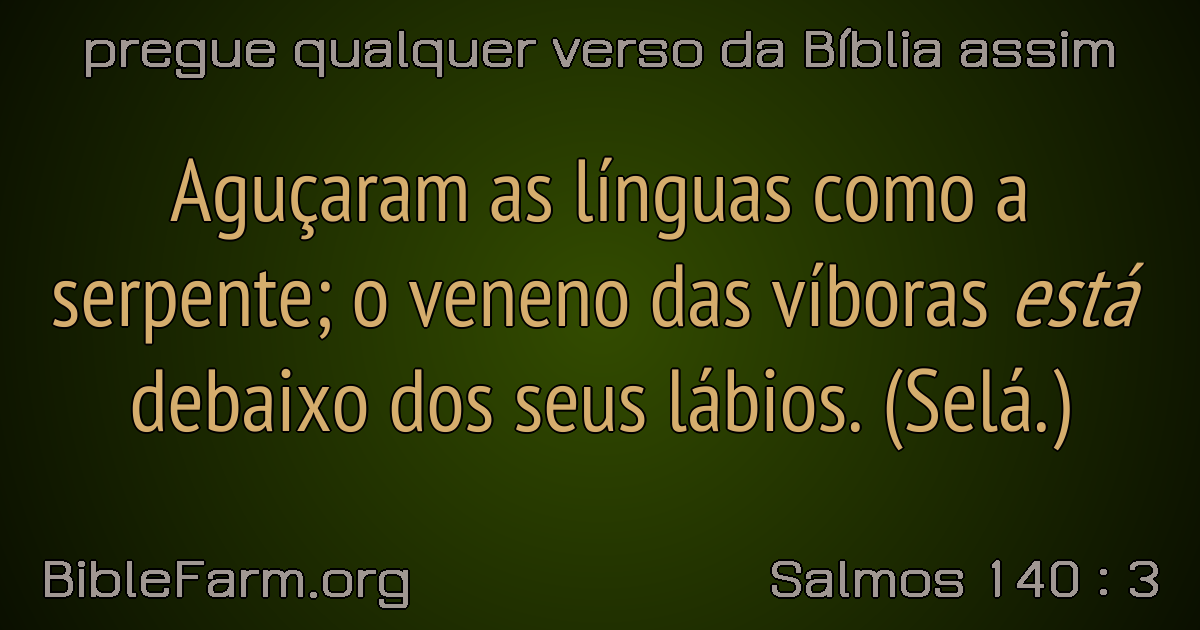 pregue qualquer verso da Bíblia assim
Aguçaram as línguas como a
serpente; o veneno das víboras está
debaixo dos seus lábios. (Selá.)
BibleFarm.org
Salmos 140 : 3